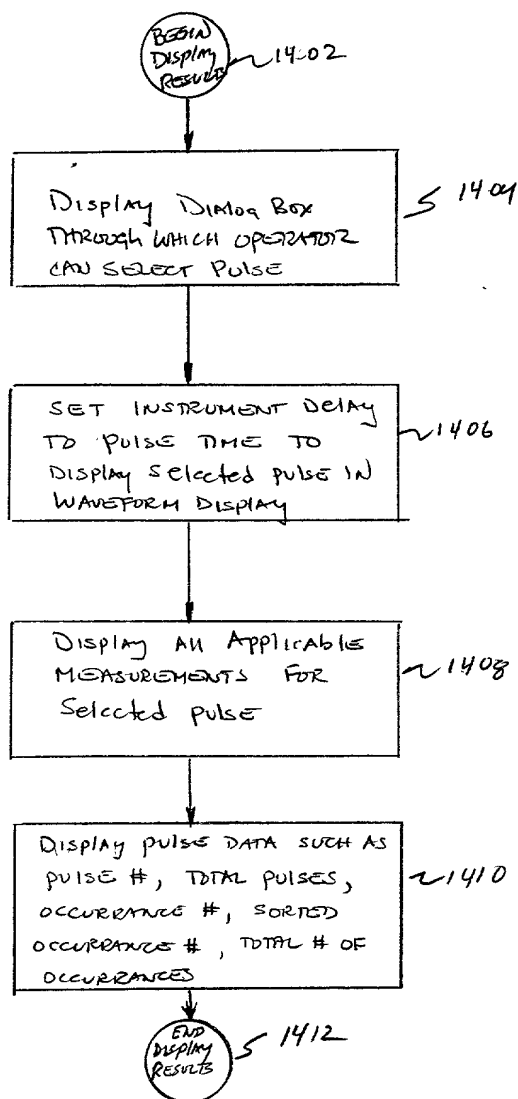 BEGIN
Display
RESULTS
1402
Display Dialog Box
THROUGH WHICH OPERATOR
CAN SELECT Pulse
1404
SET INSTRUMENT Delay
TO PULSE TIME TO
Display Selected pulse IN
WAVEFORM Display
1406
Display All Applicable
MEASUREMENTS FOR
Selected pulse
1408
Display pulse DATA SUCH AS
pulse #, TOTAL PULSES,
OCCURRANCE #, SORTED
OCCURRANCE #, TOTAL # OF
OCCURRANCES
1410
END
DISPLAY
RESULTS
1412